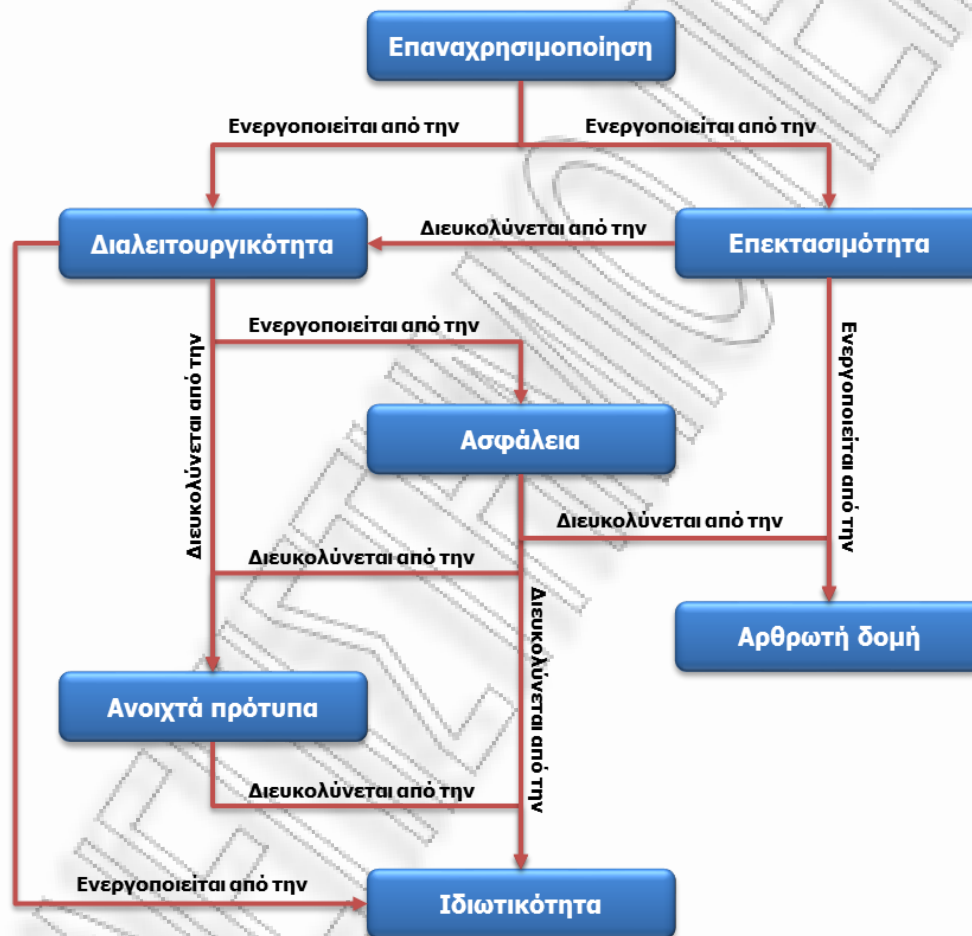 Επαναχρησιμοποίηση
Ενεργοποιείται από την
Ενεργοποιείται από την
Διαλειτουργικότητα
Διευκολύνεται από την
Επεκτασιμότητα
Ενεργοποιείται από την
Διευκολύνεται από την
Ενεργοποιείται από την
Ασφάλεια
Διευκολύνεται από την
Διευκολύνεται από την
Διευκολύνεται από την
Αρθρωτή δομή
Ανοιχτά πρότυπα
Διευκολύνεται από την
Ενεργοποιείται από την
Ιδιωτικότητα